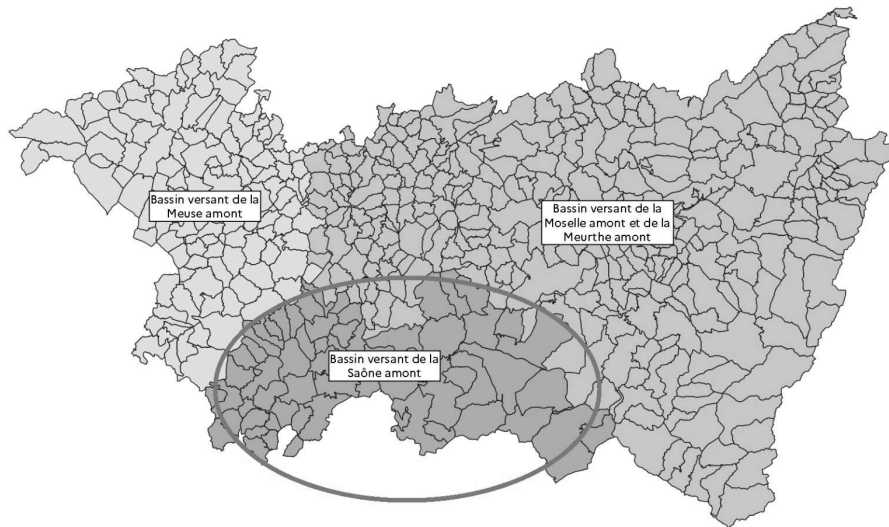 Bassin versant de la
Meuse amont
Bassin versant de la
Moselle amont et de la
Meurthe amont
Bassin versant de la
Saône amont